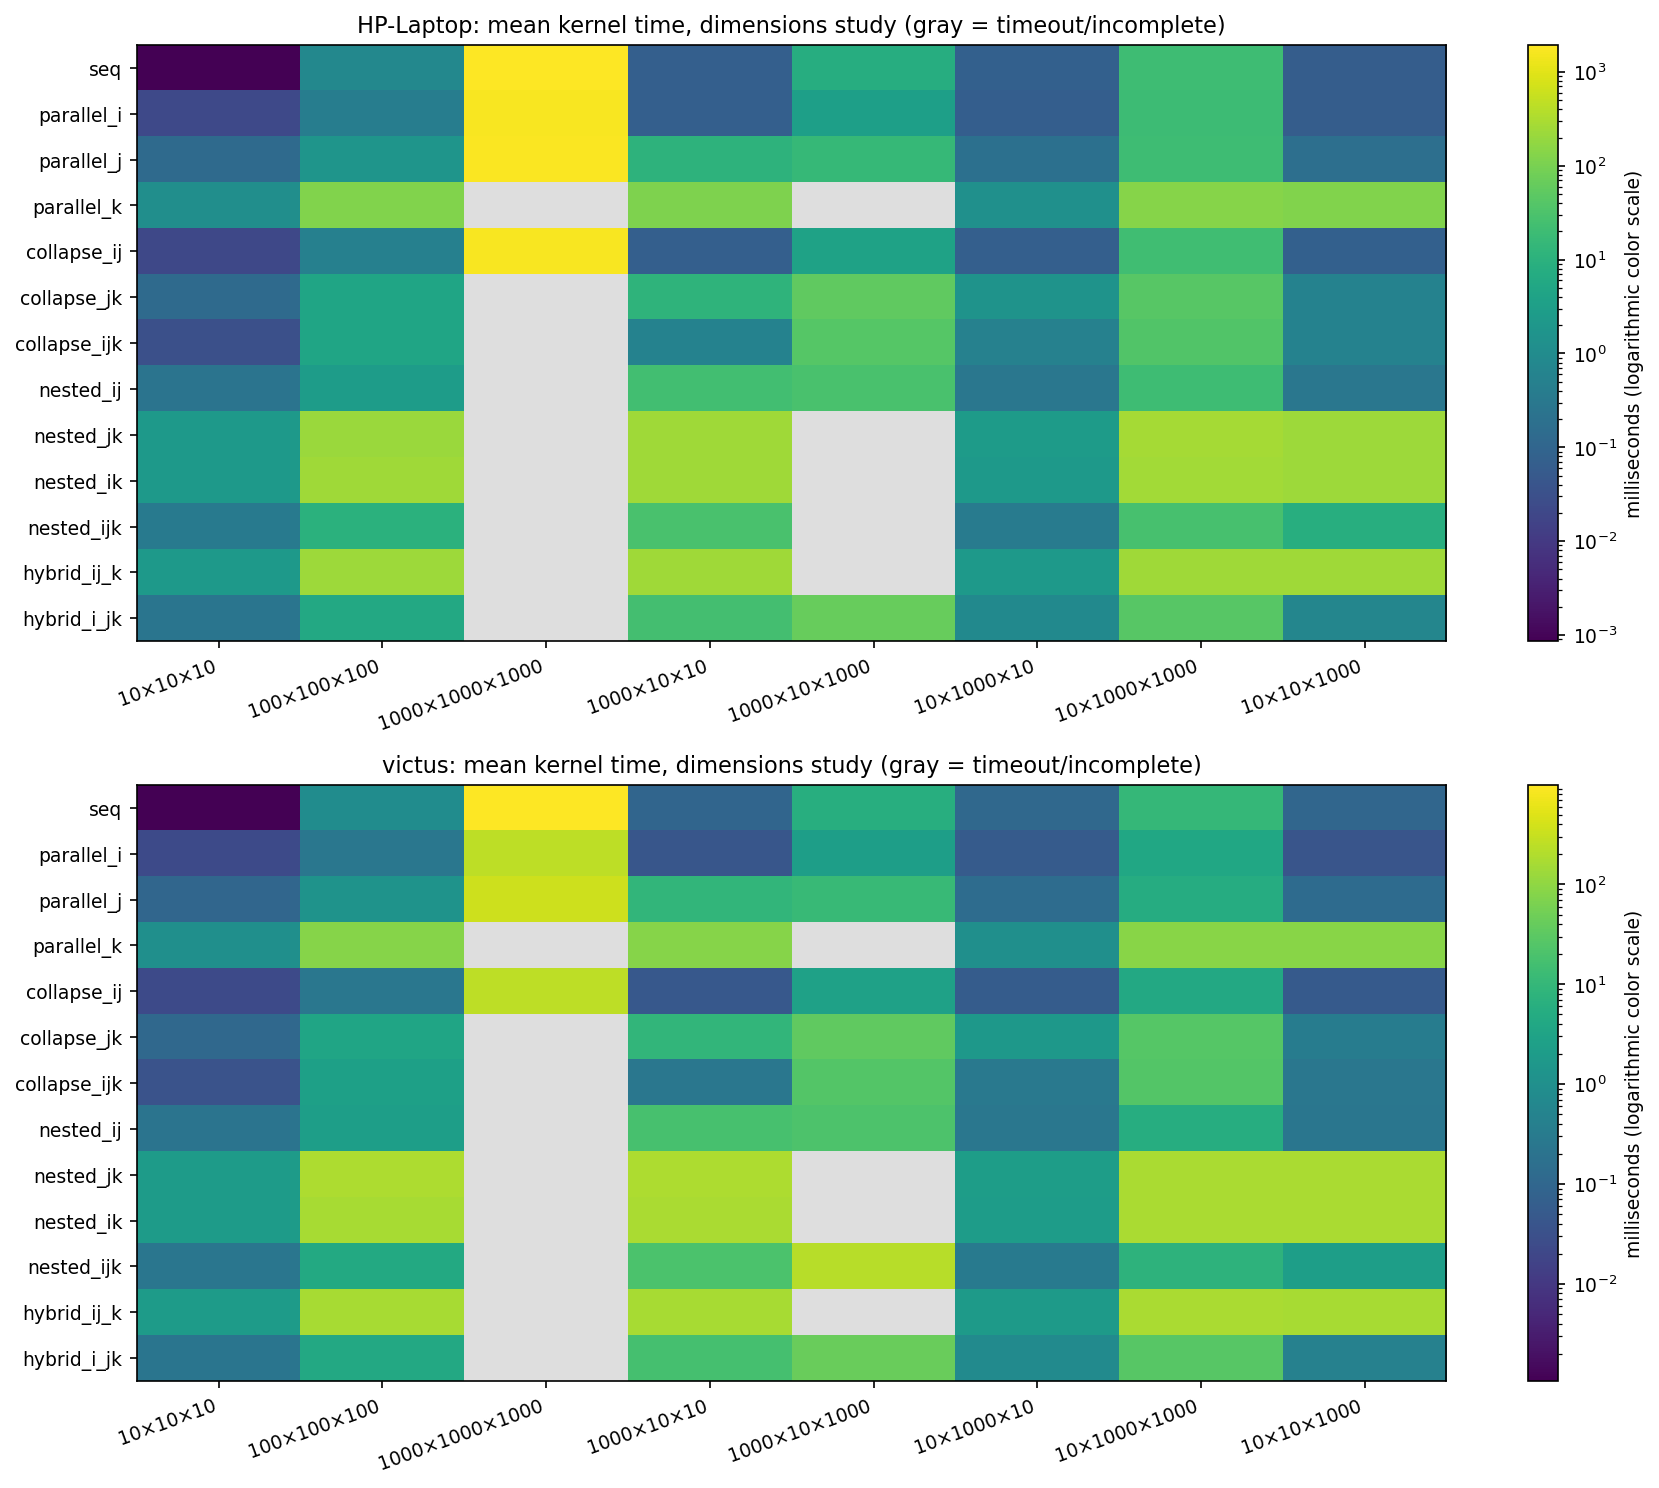 HP-Laptop: mean kernel time, dimensions study (gray = timeout/incomplete)
seq
parallel_i
parallel_j
parallel_k
collapse_ij
collapse_jk
collapse_ijk
nested_ij
nested_jk
nested_ik
nested_ijk
hybrid_ij_k
hybrid_i_jk
10×10×10
100×100×100
1000×1000×1000
1000×10×10
1000×10×1000
10×1000×10
10×1000×1000
10×10×1000
10³
10²
10¹
10⁰
10⁻¹
10⁻²
10⁻³
milliseconds (logarithmic color scale)
victus: mean kernel time, dimensions study (gray = timeout/incomplete)
seq
parallel_i
parallel_j
parallel_k
collapse_ij
collapse_jk
collapse_ijk
nested_ij
nested_jk
nested_ik
nested_ijk
hybrid_ij_k
hybrid_i_jk
10×10×10
100×100×100
1000×1000×1000
1000×10×10
1000×10×1000
10×1000×10
10×1000×1000
10×10×1000
10²
10¹
10⁰
10⁻¹
10⁻²
milliseconds (logarithmic color scale)